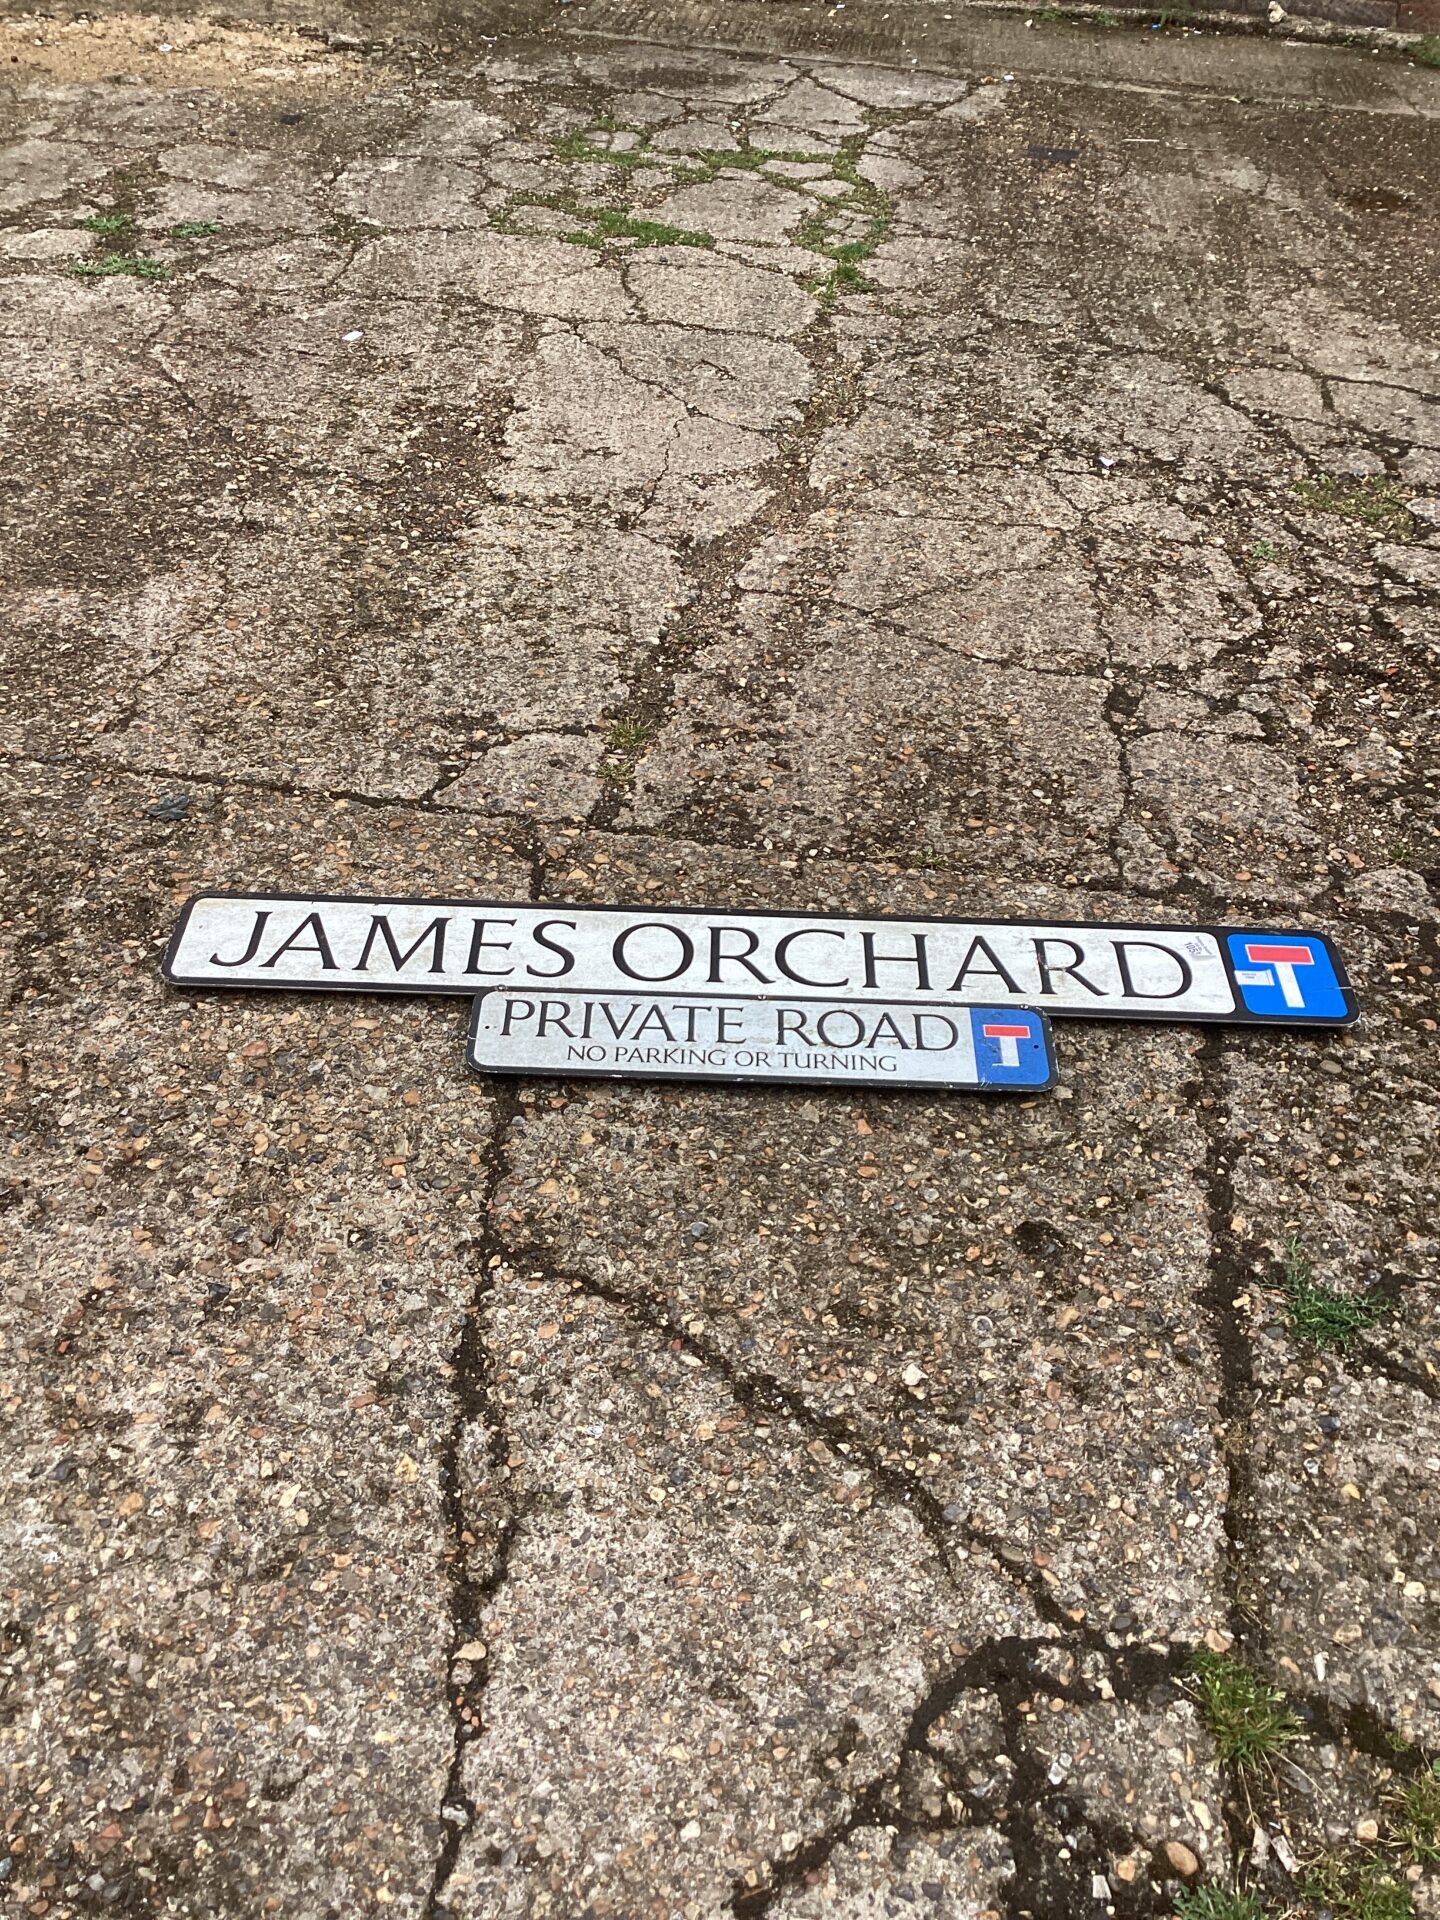 JAMES ORCHARD
PRIVATE ROAD
NO PARKING OR TURNING